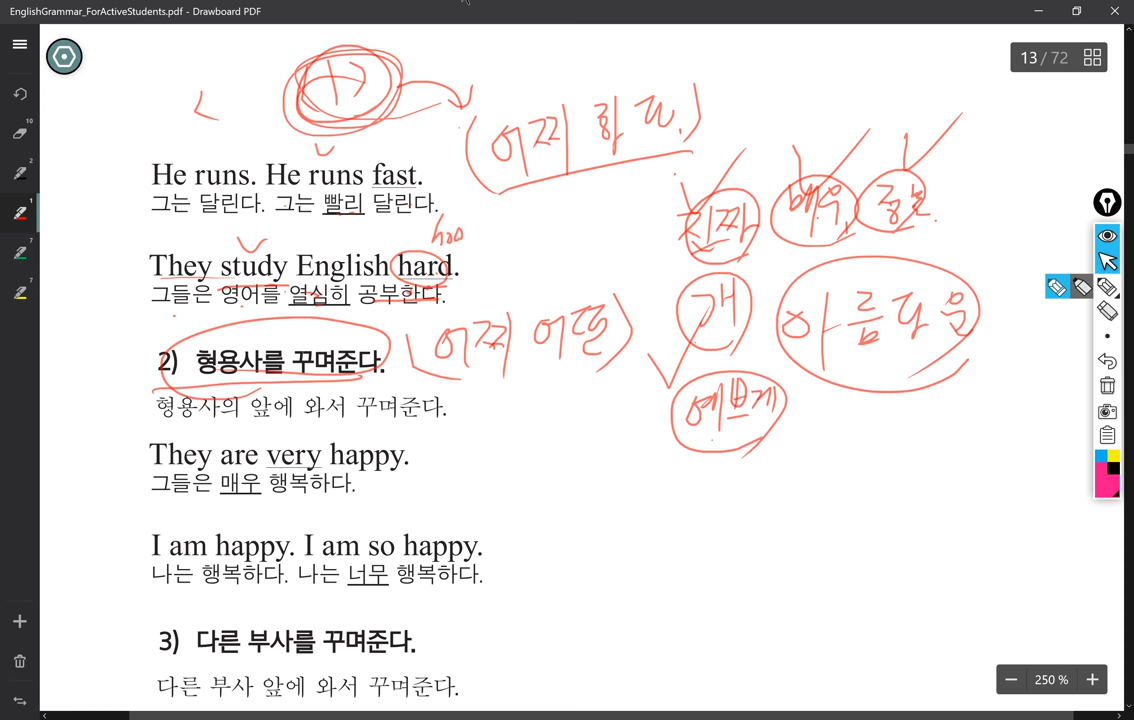 EnglishGrammar_ForActiveStudents.pdf - Drawboard PDF
13 / 72
(어찌 한다.)
진짜 매우 정말
He runs. He runs fast.
그는 달린다. 그는 빨리 달린다.
They study English hard.
그들은 영어를 열심히 공부한다.
(어찌 어떤)
개
아름다운
2) 형용사를 꾸며준다.
예쁘게
형용사의 앞에 와서 꾸며준다.
They are very happy.
그들은 매우 행복하다.
I am happy. I am so happy.
나는 행복하다. 나는 너무 행복하다.
3) 다른 부사를 꾸며준다.
다른 부사 앞에 와서 꾸며준다.
250 %
10
2
1
7
7